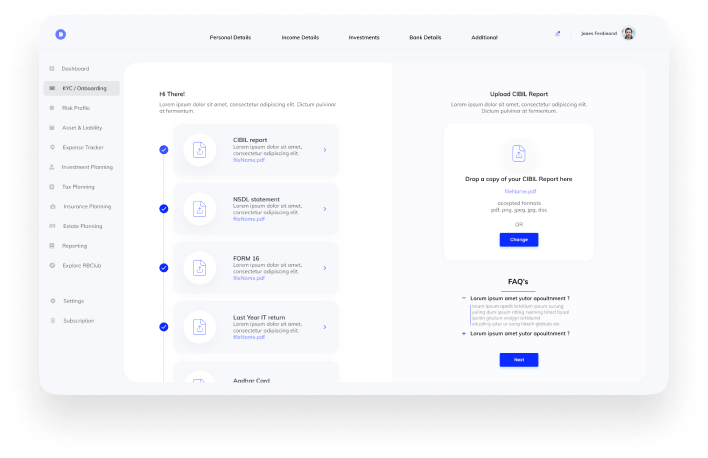 Personal Details
Income Details
Investments
Bank Details
Additional
Jones Ferdinand
Dashboard
KYC / Onboarding
Risk Profile
Asset & Liability
Expense Tracker
Investment Planning
Tax Planning
Insurance Planning
Estate Planning
Reporting
Explore RBClub
Settings
Subscription
Hi There!
Lorem ipsum dolor sit amet, consectetur adipiscing elit. Dictum pulvinar
at fermentum.
CIBIL report
Lorem ipsum dolor sit amet,
consectetur adipiscing elit.
fileName.pdf
NSDL statement
Lorem ipsum dolor sit amet,
consectetur adipiscing elit.
fileName.pdf
FORM 16
Lorem ipsum dolor sit amet,
consectetur adipiscing elit.
fileName.pdf
Last Year IT return
Lorem ipsum dolor sit amet,
consectetur adipiscing elit.
fileName.pdf
Aadhar Card
Upload CIBIL Report
Lorem ipsum dolor sit amet, consectetur adipiscing elit.
Dictum pulvinar at fermentum.
Drop a copy of your CIBIL Report here
fileName.pdf
accepted formats
pdf, png, jpeg, jpg, doc
OR
Change
FAQ's
Lorum ipsum amet yutor apouitnment ?
Lorum ipsum
Lorum ipsum amet yutor apouitnment ?
Next